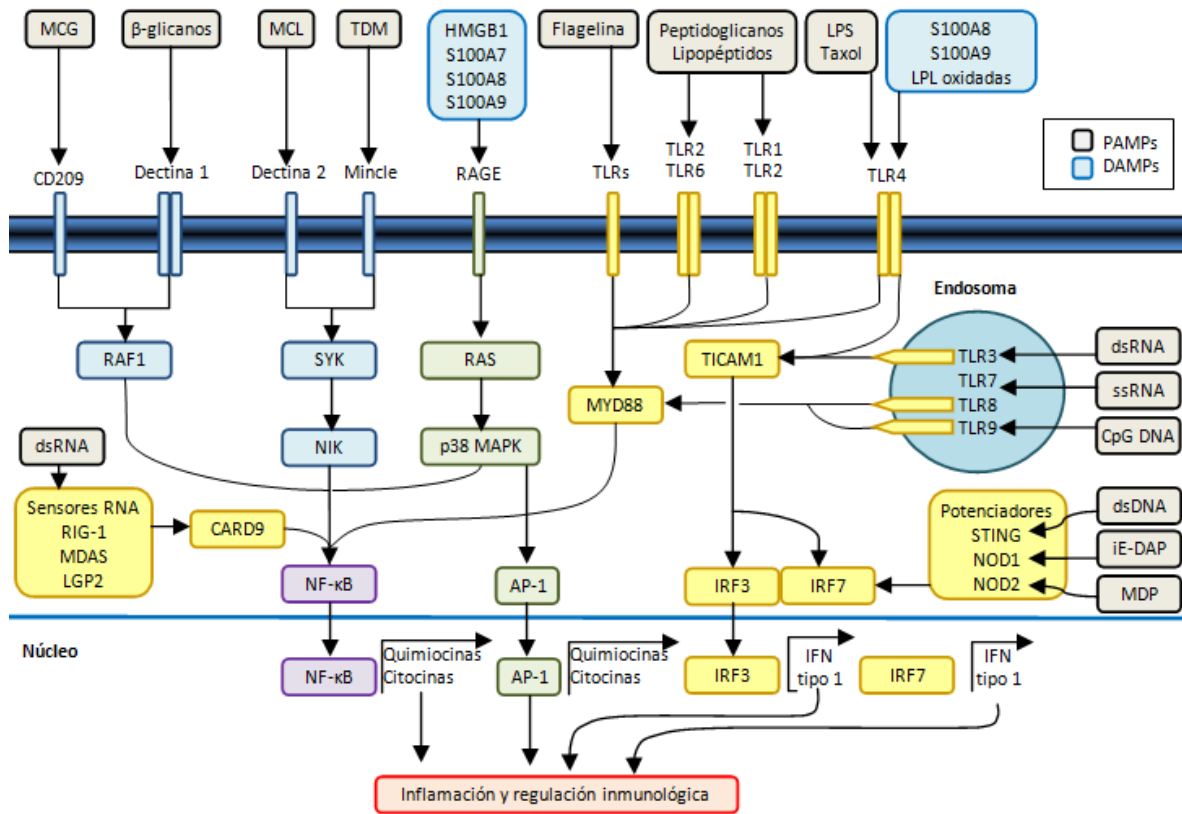 MCG
β-glicanos
MCL
TDM
HMGB1
S100A7
S100A8
S100A9
Flagelina
Peptidoglicanos
Lipopéptidos
LPS
Taxol
S100A8
S100A9
LPL oxidadas
PAMPs
DAMPs
CD209
Dectina 1
Dectina 2
Mincle
RAGE
TLRs
TLR2
TLR6
TLR1
TLR2
TLR4
Endosoma
RAF1
SYK
RAS
TICAM1
MYD88
TLR3
TLR7
TLR8
TLR9
dsRNA
ssRNA
CpG DNA
dsRNA
NIK
p38 MAPK
Sensores RNA
RIG-1
MDAS
LGP2
CARD9
Potenciadores
STING
NOD1
NOD2
dsDNA
iE-DAP
MDP
NF-κB
AP-1
IRF3
IRF7
Núcleo
NF-κB
Quimiocinas
Citocinas
AP-1
Quimiocinas
Citocinas
IRF3
IFN
tipo 1
IRF7
IFN
tipo 1
Inflamación y regulación inmunológica